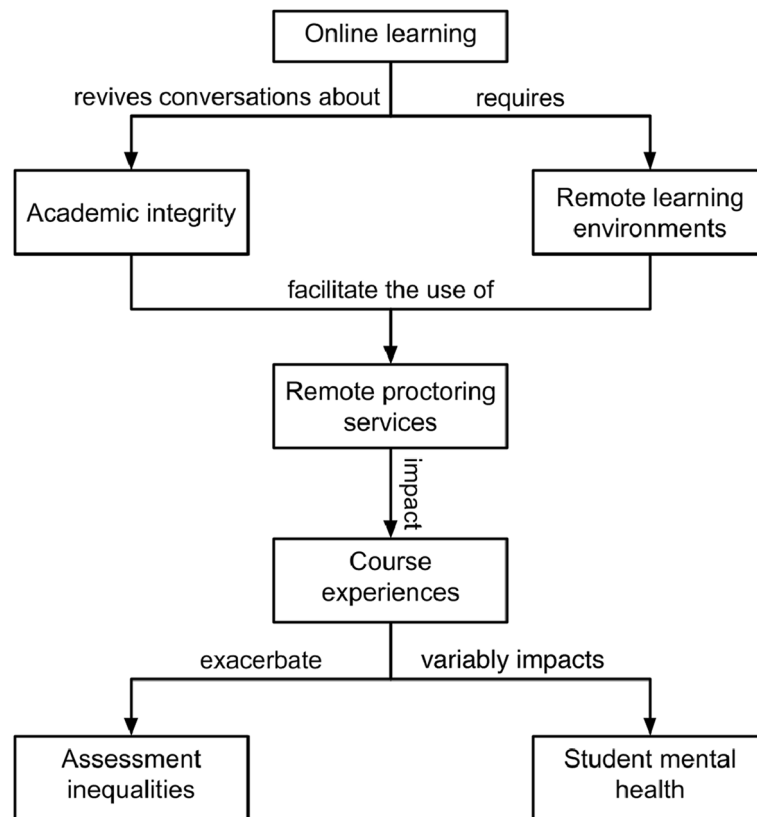 Online learning
revives conversations about
requires
Academic integrity
Remote learning
environments
facilitate the use of
Remote proctoring
services
impact
Course
experiences
exacerbate
variably impacts
Assessment
inequalities
Student mental
health